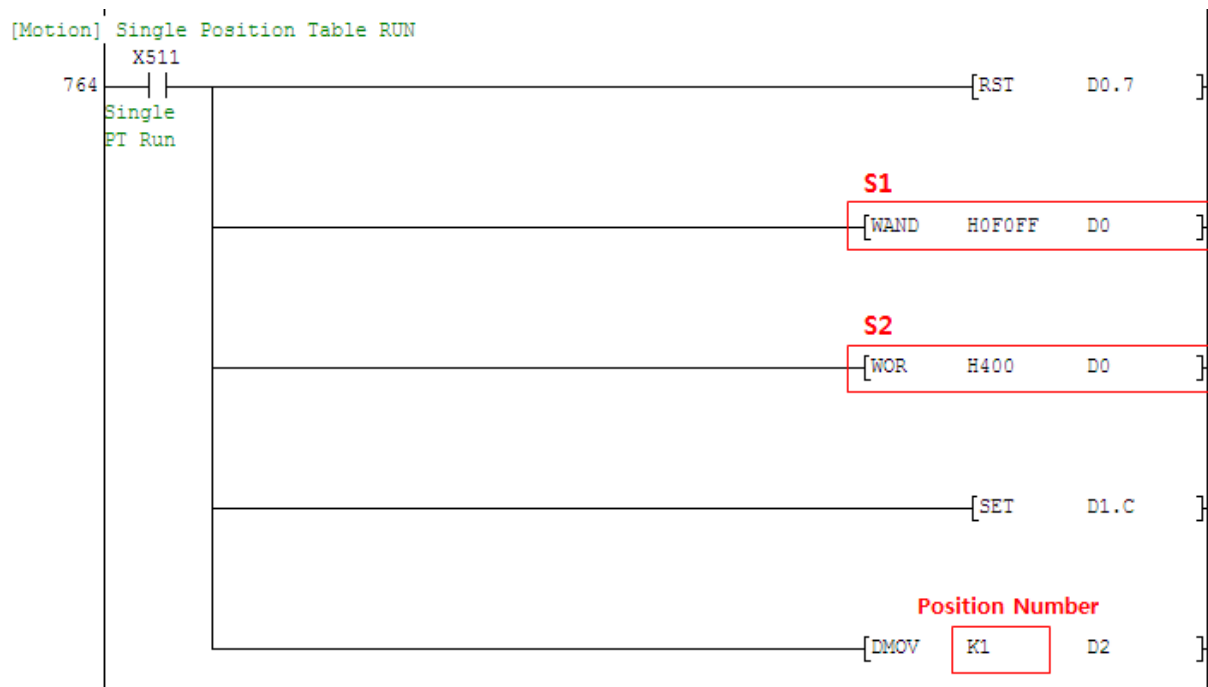 [Motion] Single Position Table RUN
X511
764
[RST D0.7 ]
Single
PT Run
S1
[WAND H0F0FF D0 ]
S2
[WOR H400 D0 ]
[SET D1.C ]
Position Number
[DMOV K1 D2 ]